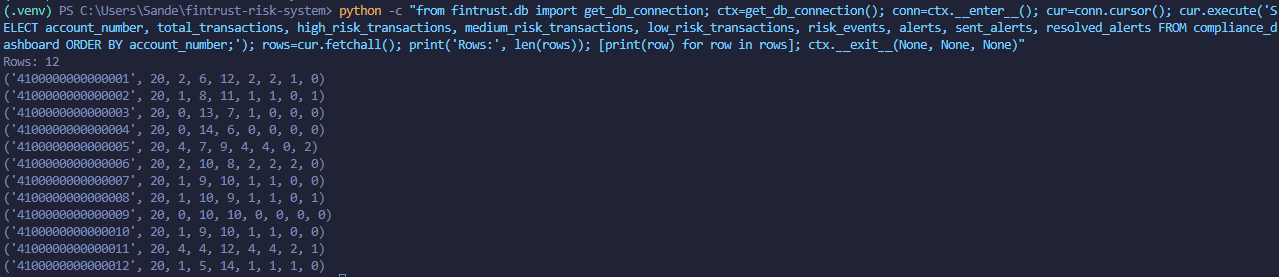 (.venv) PS C:\Users\Sande\fintrust-risk-system> python -c "from fintrust.db import get_db_connection; ctx=get_db_connection(); conn=ctx.__enter__(); cur=conn.cursor(); cur.execute('S
ELECT account_number, total_transactions, high_risk_transactions, medium_risk_transactions, low_risk_transactions, risk_events, alerts, sent_alerts, resolved_alerts FROM compliance_d
ashboard ORDER BY account_number;'); rows=cur.fetchall(); print('Rows:', len(rows)); [print(row) for row in rows]; ctx.__exit__(None, None, None)"
Rows: 12
('4100000000000001', 20, 2, 6, 12, 2, 2, 1, 0)
('4100000000000002', 20, 1, 8, 11, 1, 1, 0, 1)
('4100000000000003', 20, 0, 13, 7, 1, 0, 0, 0)
('4100000000000004', 20, 0, 14, 6, 0, 0, 0, 0)
('4100000000000005', 20, 4, 7, 9, 4, 4, 0, 2)
('4100000000000006', 20, 2, 10, 8, 2, 2, 2, 0)
('4100000000000007', 20, 1, 9, 10, 1, 1, 0, 0)
('4100000000000008', 20, 1, 10, 9, 1, 1, 0, 1)
('4100000000000009', 20, 0, 10, 10, 0, 0, 0, 0)
('4100000000000010', 20, 1, 9, 10, 1, 1, 0, 0)
('4100000000000011', 20, 4, 4, 12, 4, 4, 2, 1)
('4100000000000012', 20, 1, 5, 14, 1, 1, 1, 0)